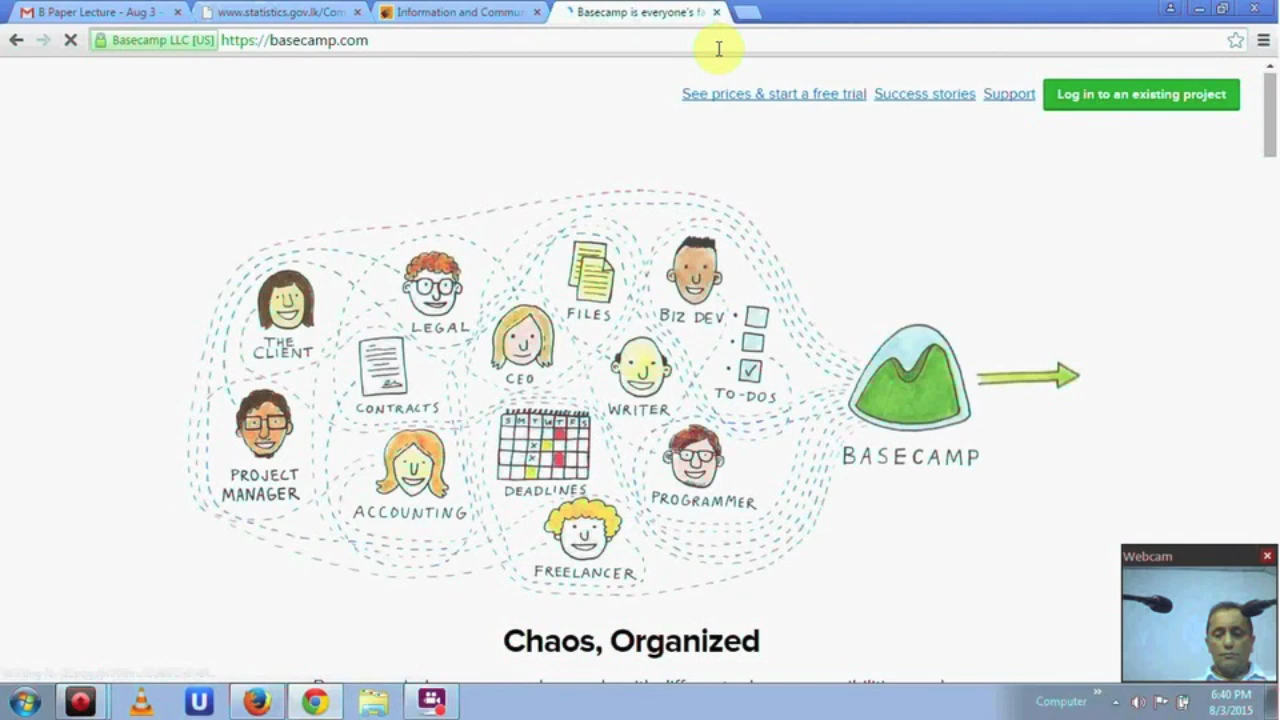 B Paper Lecture - Aug 3 -
www.statistics.gov.lk/Com
Information and Commun
Basecamp is everyone's fa
Basecamp LLC [US]
https://basecamp.com
See prices & start a free trial
Success stories
Support
Log in to an existing project
THE CLIENT
LEGAL
FILES
BIZ DEV
CONTRACTS
CEO
WRITER
TO-DOS
PROJECT
MANAGER
ACCOUNTING
DEADLINES
S M T W T F S
PROGRAMMER
FREELANCER
BASECAMP
Chaos, Organized
Webcam
U
Computer
6:40 PM
8/3/2015